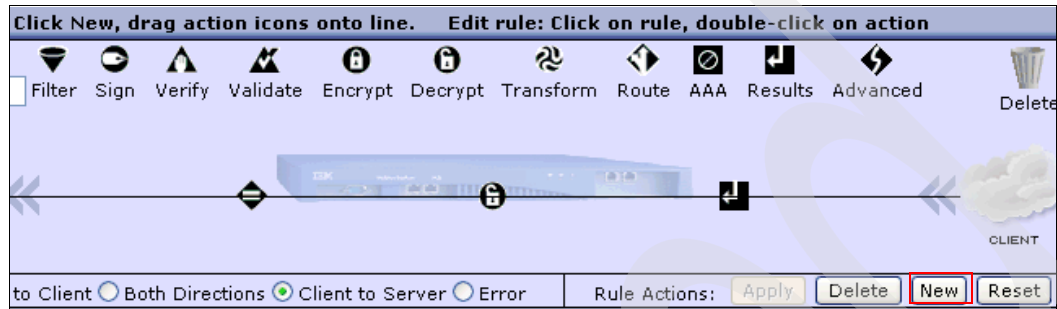 Click New, drag action icons onto line. Edit rule: Click on rule, double-click on action
Filter Sign Verify Validate Encrypt Decrypt Transform Route AAA Results Advanced Delete
CLIENT
to Client Both Directions Client to Server Error Rule Actions: Apply Delete New Reset